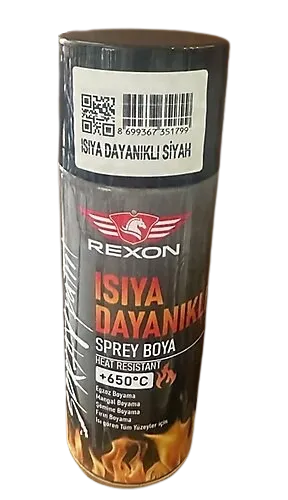 8 699367 351799
ISIYA DAYANIKLI SİYAH
REXON
ISIYA
DAYANIKLI
SPREY BOYA
HEAT RESISTANT
+650°C
Egzoz Boyama
Mangal Boyama
Şömine Boyama
Fırın Boyama
Isı gören Tüm Yüzeyler için